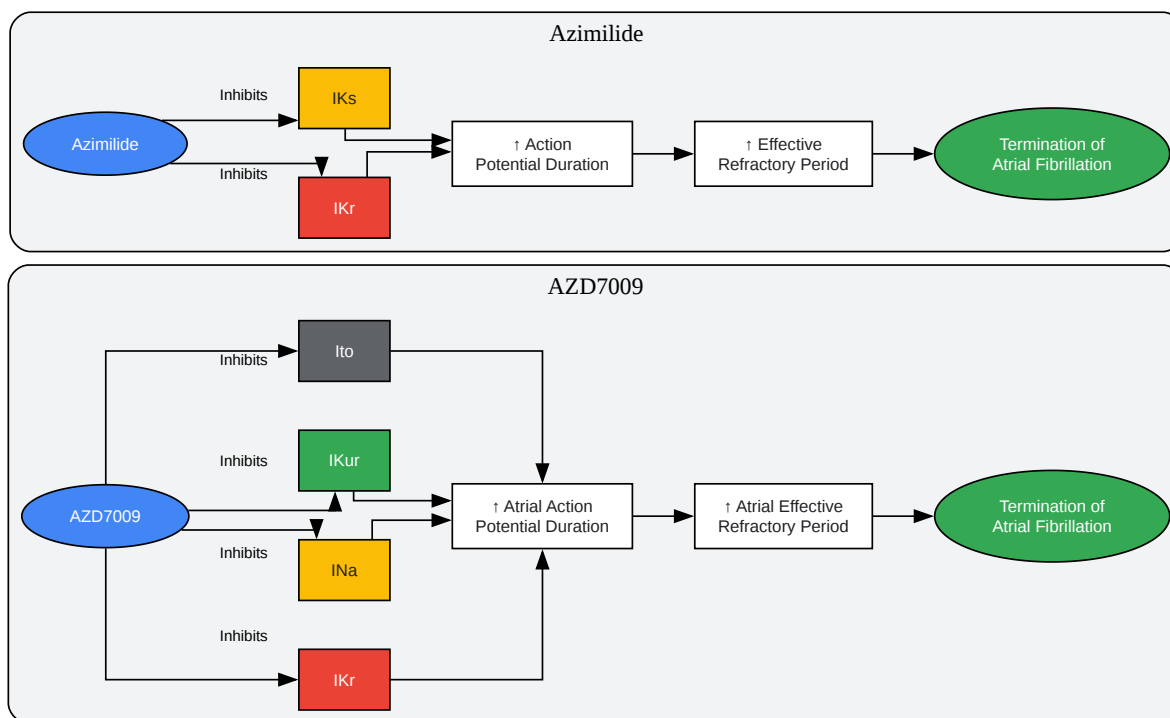 Azimilide
Inhibits
IKs
Azimilide
↑ Action
Potential Duration
↑ Effective
Refractory Period
Termination of
Atrial Fibrillation
Inhibits
IKr
AZD7009
Inhibits
Ito
Inhibits
IKur
AZD7009
↑ Atrial Action
Potential Duration
↑ Atrial Effective
Refractory Period
Termination of
Atrial Fibrillation
Inhibits
INa
Inhibits
IKr